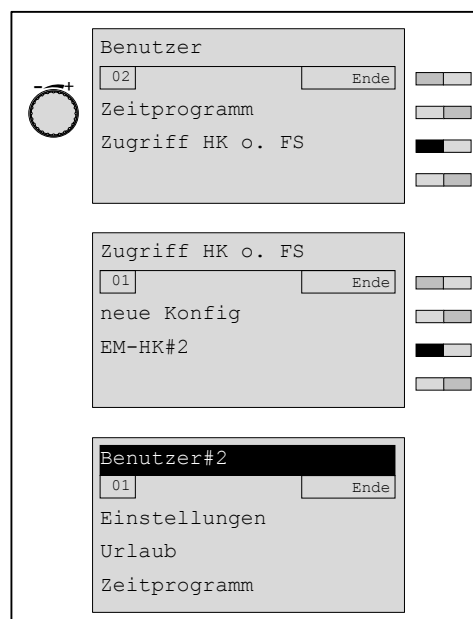 Benutzer
02 Ende
Zeitprogramm
Zugriff HK o. FS
- +
Zugriff HK o. FS
01 Ende
neue Konfig
EM-HK#2
Benutzer#2
01 Ende
Einstellungen
Urlaub
Zeitprogramm